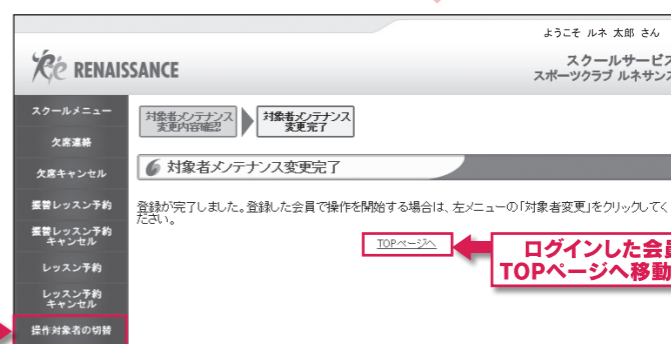 ようこそ ルネ 太郎 さん
RENAISSANCE
スクールサービス
スポーツクラブ ルネサンス
スクールメニュー
欠席連絡
欠席キャンセル
振替レッスン予約
振替レッスン予約
キャンセル
レッスン予約
レッスン予約
キャンセル
操作対象者の切替
対象者メンテナンス
変更内容確認
対象者メンテナンス
変更完了
6 対象者メンテナンス変更完了
登録が完了しました。登録した会員で操作を開始する場合は、左メニューの「対象者変更」をクリックしてく
ださい。
TOPページへ
ログインした会員
TOPページへ移動